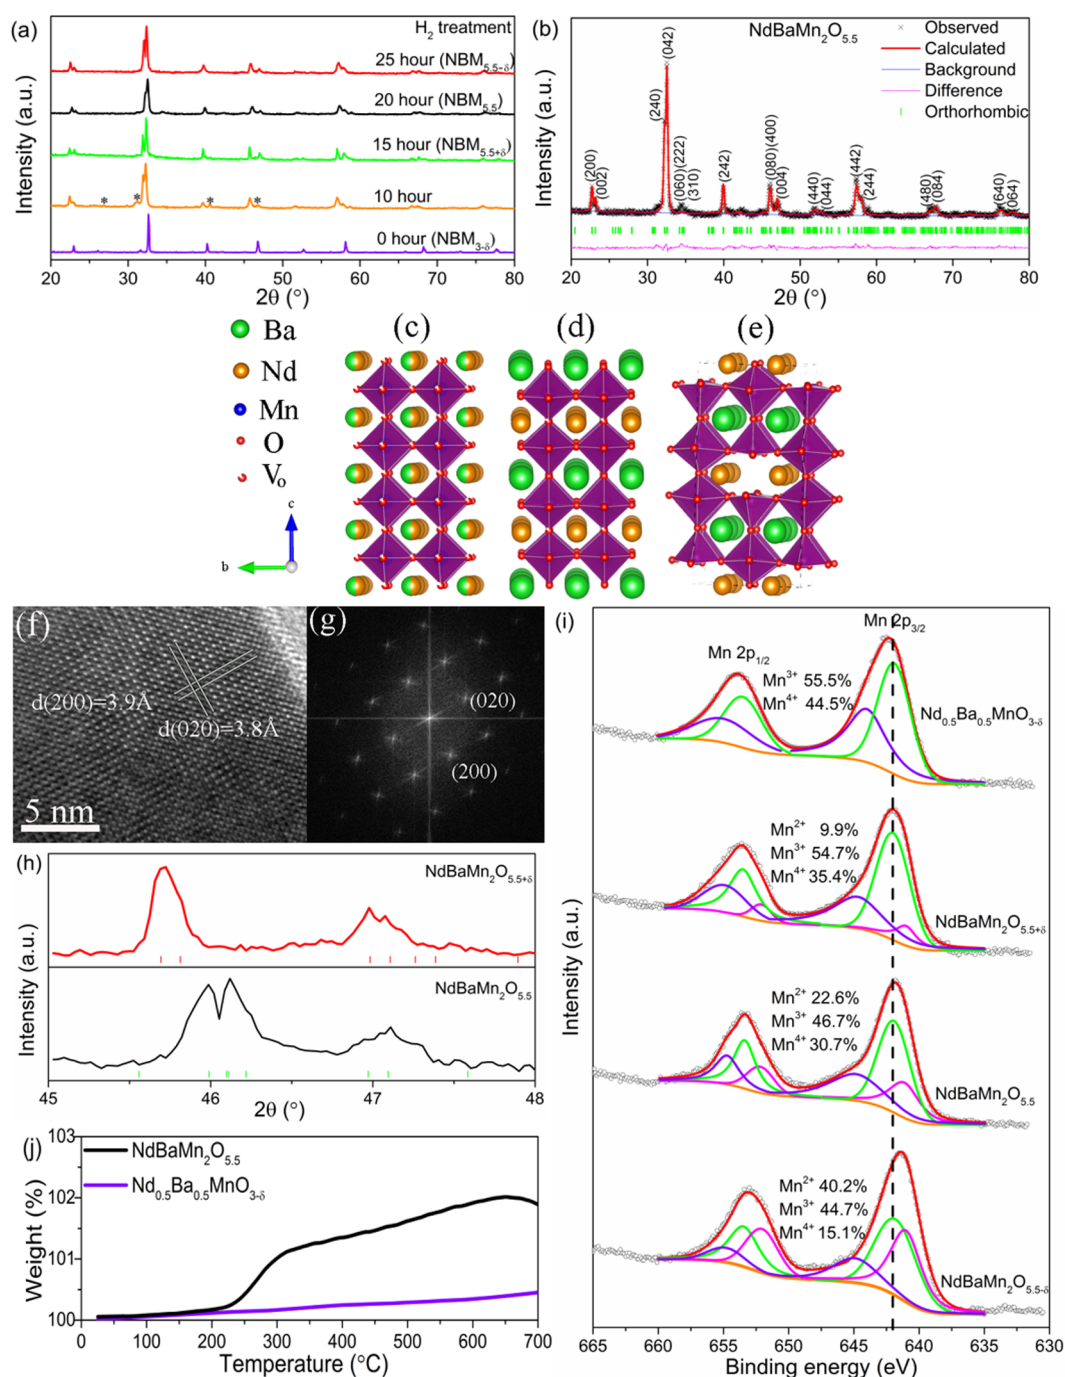 (a)
H₂ treatment
25 hour (NBM₅.₅₋δ)
20 hour (NBM₅.₅)
15 hour (NBM₅.₅₊δ)
10 hour
* * * *
0 hour (NBM₃₋δ)
Intensity (a.u.)
20 30 40 50 60 70 80
2θ (°)
(b)
NdBaMn₂O₅.₅
Observed
Calculated
Background
Difference
Orthorhombic
(200)
(002)
(240)
(042)
(060)(222)
(310)
(242)
(080)(400)
(004)
(440)
(044)
(442)
(244)
(480)
(084)
(640)
(064)
Intensity (a.u.)
20 30 40 50 60 70 80
2θ (°)
Ba
Nd
Mn
O
Vₒ
c
b
(c)
(d)
(e)
(f)
d(200)=3.9Å
d(020)=3.8Å
5 nm
(g)
(020)
(200)
(h)
NdBaMn₂O₅.₅₊δ
NdBaMn₂O₅.₅
Intensity (a.u.)
45 46 47 48
2θ (°)
(i)
Mn 2p₃/₂
Mn 2p₁/₂
Mn³⁺ 55.5%
Mn⁴⁺ 44.5%
Nd₀.₅Ba₀.₅MnO₃₋δ
Mn²⁺ 9.9%
Mn³⁺ 54.7%
Mn⁴⁺ 35.4%
NdBaMn₂O₅.₅₊δ
Mn²⁺ 22.6%
Mn³⁺ 46.7%
Mn⁴⁺ 30.7%
NdBaMn₂O₅.₅
Mn²⁺ 40.2%
Mn³⁺ 44.7%
Mn⁴⁺ 15.1%
NdBaMn₂O₅.₅₋δ
Intensity (a.u.)
665 660 655 650 645 640 635 630
Binding energy (eV)
(j)
NdBaMn₂O₅.₅
Nd₀.₅Ba₀.₅MnO₃₋δ
Weight (%)
103
102
101
100
0 100 200 300 400 500 600 700
Temperature (°C)